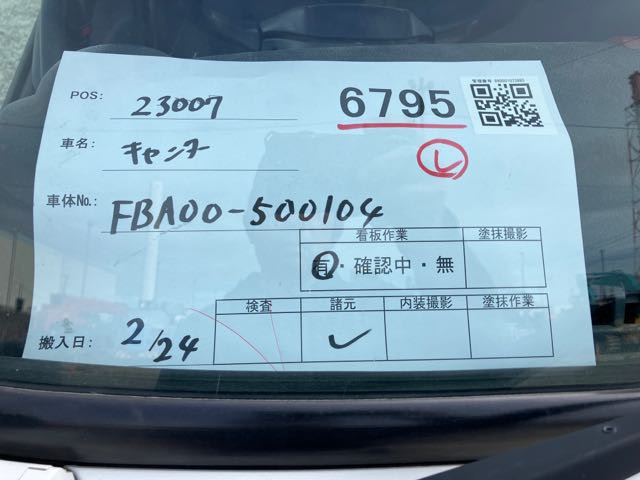 管理番号:
POS: 23007 6795
車名: キャンター Ⓛ
車体No.: FBA00-500104
看板作業 塗抹撮影
有・確認中・無
検査 諸元 内装撮影 塗抹作業
搬入日: 2/24 ✓